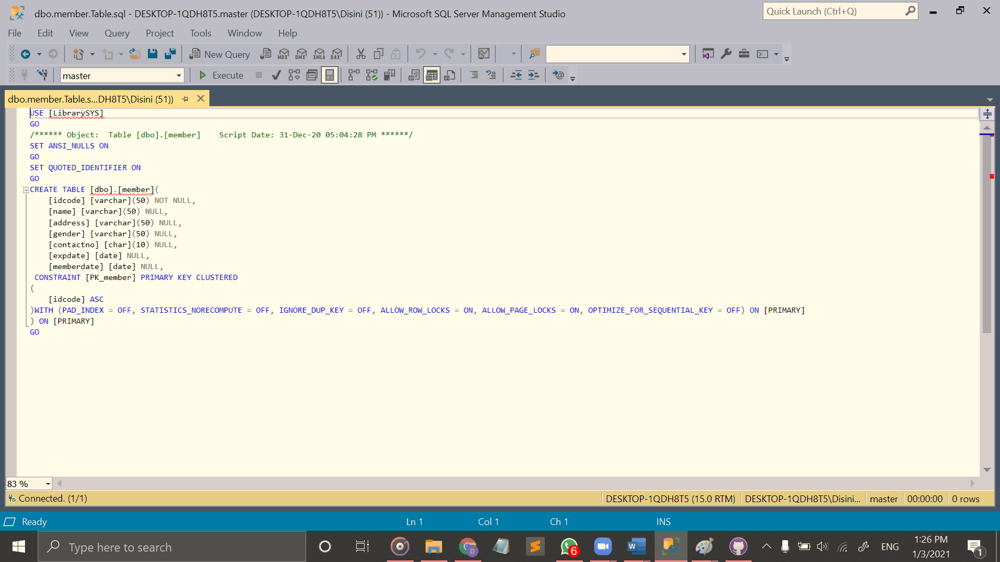 dbo.member.Table.sql - DESKTOP-1QDH8T5.master (DESKTOP-1QDH8T5\Disini (51)) - Microsoft SQL Server Management Studio
Quick Launch (Ctrl+Q)
File Edit View Query Project Tools Window Help
New Query MDX DMX XMLA DAX
master Execute
dbo.member.Table.s...DH8T5\Disini (51))
USE [LibrarySYS]
GO
/****** Object:  Table [dbo].[member]    Script Date: 31-Dec-20 05:04:28 PM ******/
SET ANSI_NULLS ON
GO
SET QUOTED_IDENTIFIER ON
GO
CREATE TABLE [dbo].[member](
    [idcode] [varchar](50) NOT NULL,
    [name] [varchar](50) NULL,
    [address] [varchar](50) NULL,
    [gender] [varchar](50) NULL,
    [contactno] [char](10) NULL,
    [expdate] [date] NULL,
    [memberdate] [date] NULL,
 CONSTRAINT [PK_member] PRIMARY KEY CLUSTERED
(
    [idcode] ASC
)WITH (PAD_INDEX = OFF, STATISTICS_NORECOMPUTE = OFF, IGNORE_DUP_KEY = OFF, ALLOW_ROW_LOCKS = ON, ALLOW_PAGE_LOCKS = ON, OPTIMIZE_FOR_SEQUENTIAL_KEY = OFF) ON [PRIMARY]
) ON [PRIMARY]
GO
83 %
Connected. (1/1) DESKTOP-1QDH8T5 (15.0 RTM) DESKTOP-1QDH8T5\Disini... master 00:00:00 0 rows
Ready Ln 1 Col 1 Ch 1 INS
Type here to search
D
6
W
ENG
1:26 PM
1/3/2021
1